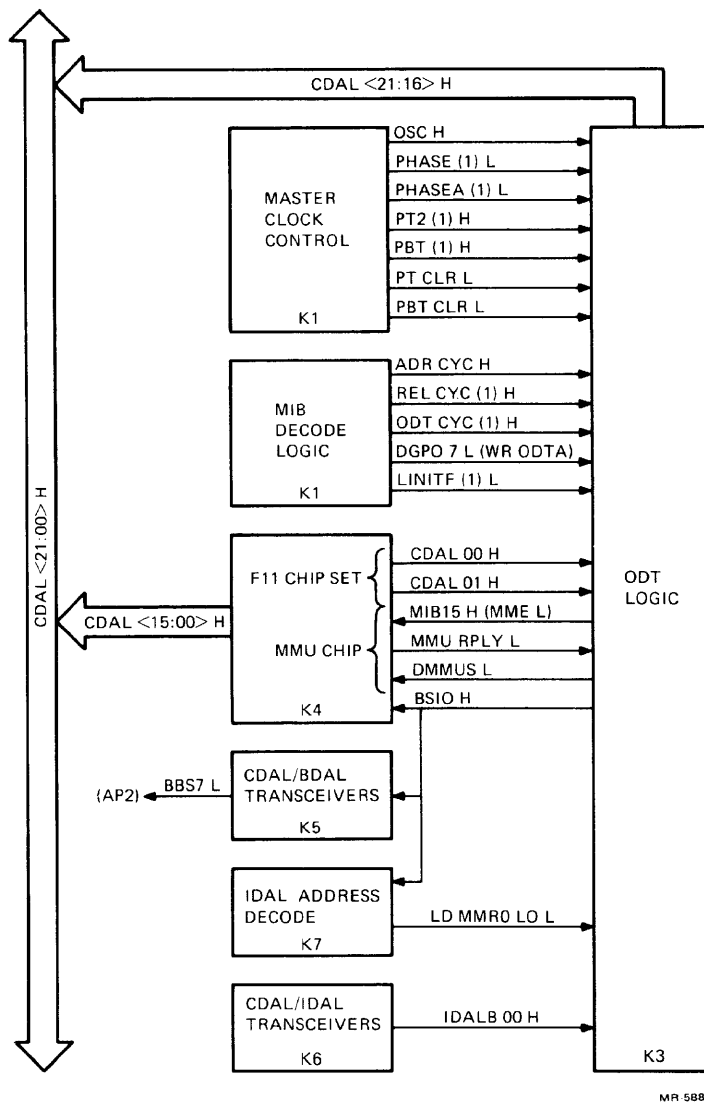 CDAL <21:16> H
OSC H
PHASE (1) L
PHASEA (1) L
PT2 (1) H
PBT (1) H
PT CLR L
PBT CLR L
MASTER
CLOCK
CONTROL
K1
ADR CYC H
REL CYC (1) H
ODT CYC (1) H
DGPO 7 L (WR ODTA)
LINITF (1) L
MIB
DECODE
LOGIC
K1
CDAL <21:00> H
CDAL <15:00> H
F11 CHIP SET
MMU CHIP
K4
CDAL 00 H
CDAL 01 H
MIB15 H (MME L)
MMU RPLY L
DMMUS L
BSIO H
ODT
LOGIC
K3
(AP2)
BBS7 L
CDAL/BDAL
TRANSCEIVERS
K5
IDAL ADDRESS
DECODE
K7
LD MMR0 LO L
CDAL/IDAL
TRANSCEIVERS
K6
IDALB 00 H
MR-588